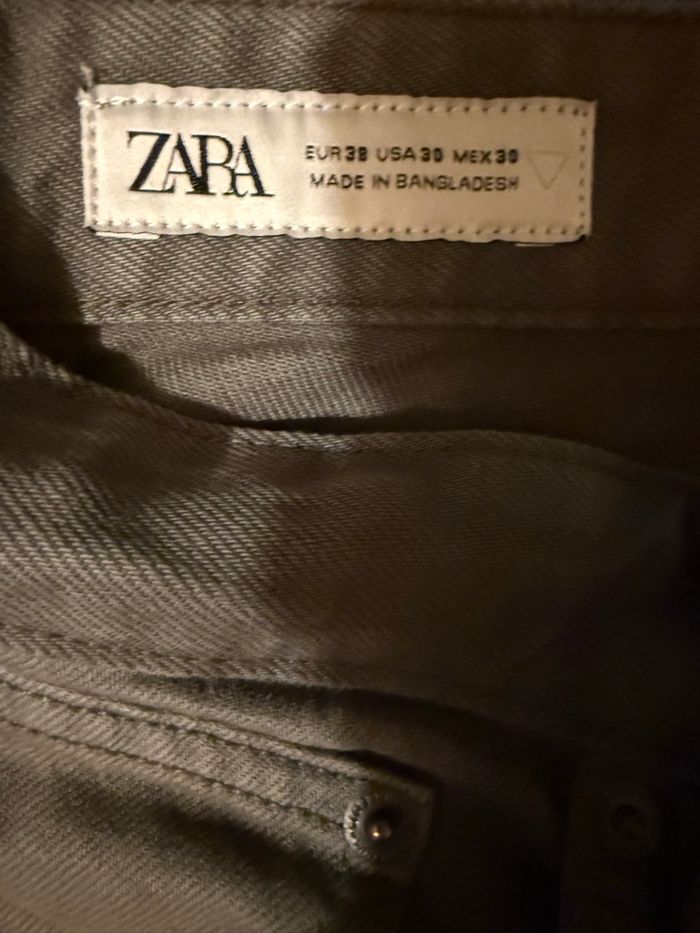 ZARA
EUR 38 USA 30 MEX 30
MADE IN BANGLADESH